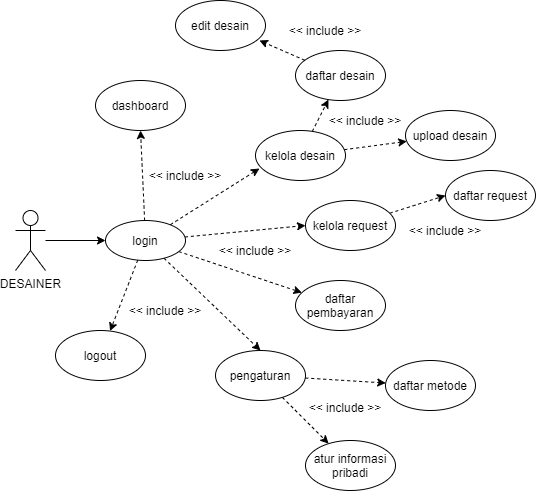 edit desain
<< include >>
daftar desain
dashboard
<< include >>
upload desain
kelola desain
<< include >>
daftar request
kelola request
<< include >>
login
<< include >>
DESAINER
daftar
pembayaran
<< include >>
logout
pengaturan
daftar metode
<< include >>
atur informasi
pribadi